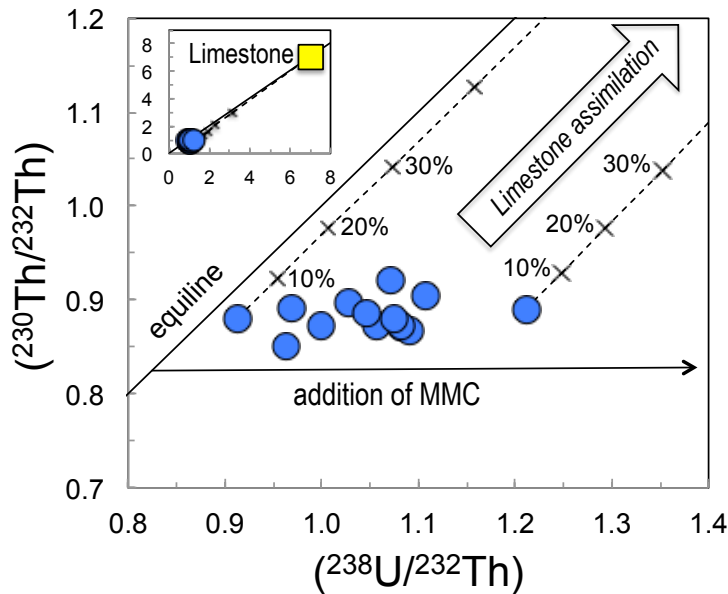 1.2
1.1
1.0
0.9
0.8
0.7
(²³⁰Th/²³²Th)
8
6
4
2
0
0 2 4 6 8
Limestone
Limestone assimilation
30%
20%
10%
30%
20%
10%
equiline
addition of MMC
0.8 0.9 1.0 1.1 1.2 1.3 1.4
(²³⁸U/²³²Th)